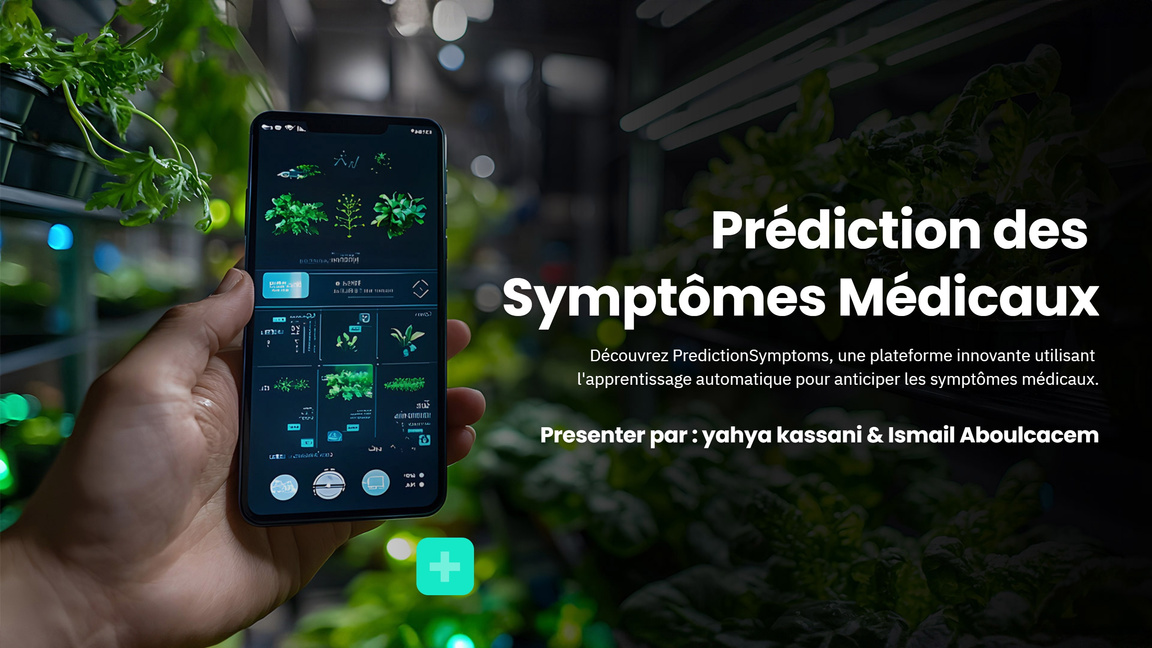 Prédiction des
Symptômes Médicaux
Découvrez PredictionSymptoms, une plateforme innovante utilisant
l'apprentissage automatique pour anticiper les symptômes médicaux.
Presenter par : yahya kassani & Ismail Aboulcacem